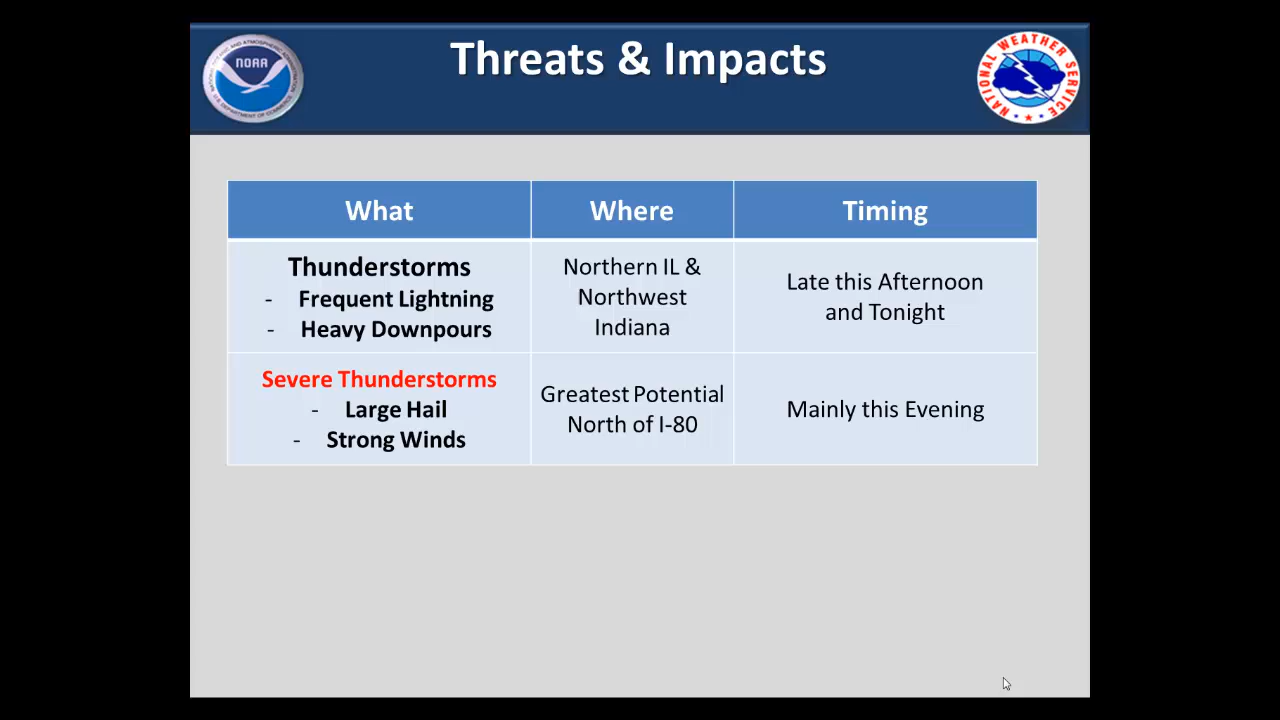 Threats & Impacts
NOAA
NATIONAL WEATHER SERVICE
What
Where
Timing
Thunderstorms
- Frequent Lightning
- Heavy Downpours
Northern IL &
Northwest
Indiana
Late this Afternoon
and Tonight
Severe Thunderstorms
- Large Hail
- Strong Winds
Greatest Potential
North of I-80
Mainly this Evening